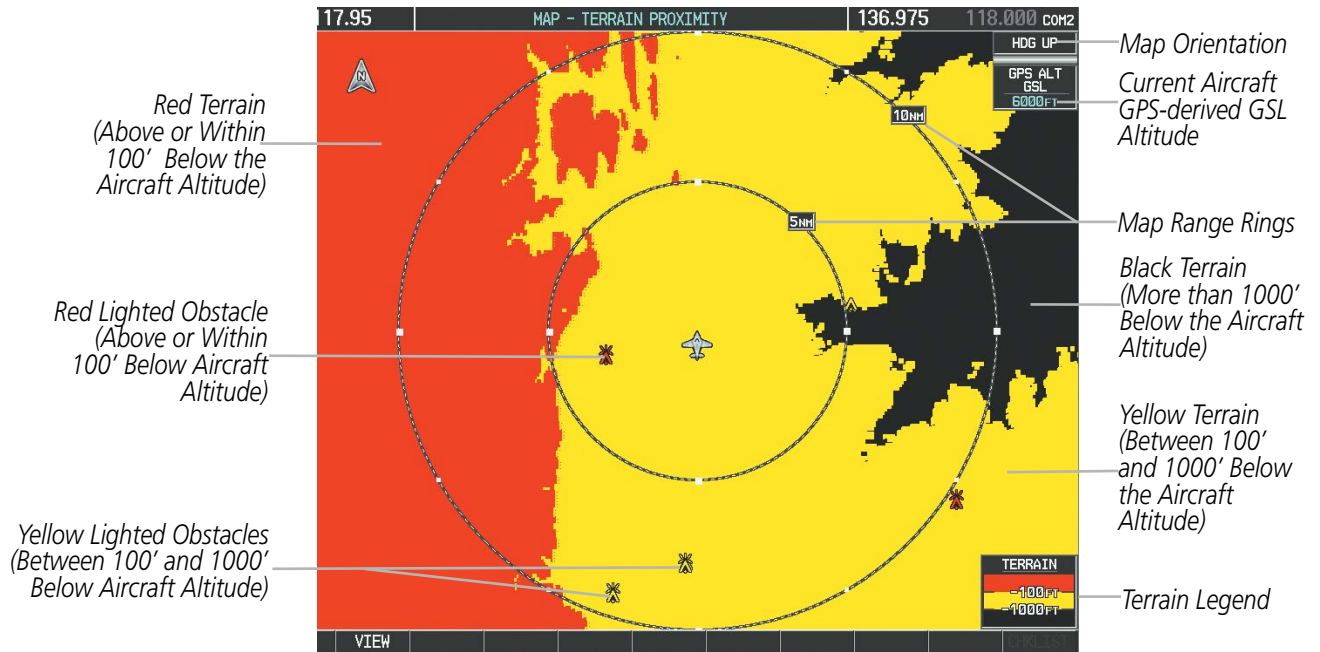 117.95 MAP – TERRAIN PROXIMITY 136.975 118.000 COM2
HDG UP
GPS ALT
GSL
6000FT
N
10NM
5NM
TERRAIN
-100FT
-1000FT
VIEW CHKLIST
Red Terrain
(Above or Within
100' Below the
Aircraft Altitude)
Red Lighted Obstacle
(Above or Within
100' Below Aircraft
Altitude)
Yellow Lighted Obstacles
(Between 100' and 1000'
Below Aircraft Altitude)
Map Orientation
Current Aircraft
GPS-derived GSL
Altitude
Map Range Rings
Black Terrain
(More than 1000'
Below the Aircraft
Altitude)
Yellow Terrain
(Between 100'
and 1000' Below
the Aircraft
Altitude)
Terrain Legend